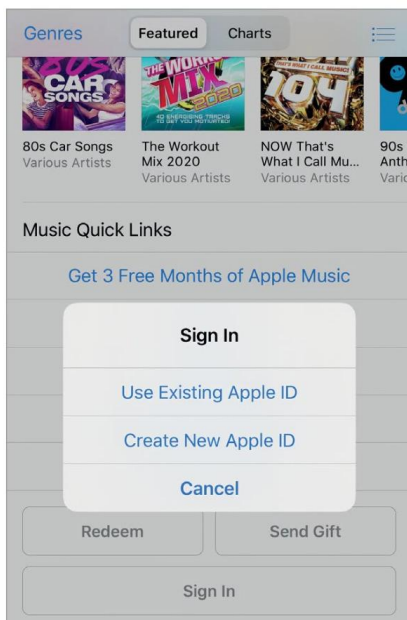 Genres
Featured
Charts
80s
CAR
SONGS
THE WORKOUT
MIX
2020
40 ENERGISING TRACKS
TO GET YOU MOTIVATED!
THAT'S WHAT I CALL MUSIC!
104
80s Car Songs
Various Artists
The Workout
Mix 2020
Various Artists
NOW That's
What I Call Mu...
Various Artists
90s
Anth
Vario
Music Quick Links
Get 3 Free Months of Apple Music
Sign In
Use Existing Apple ID
Create New Apple ID
Cancel
Redeem
Send Gift
Sign In